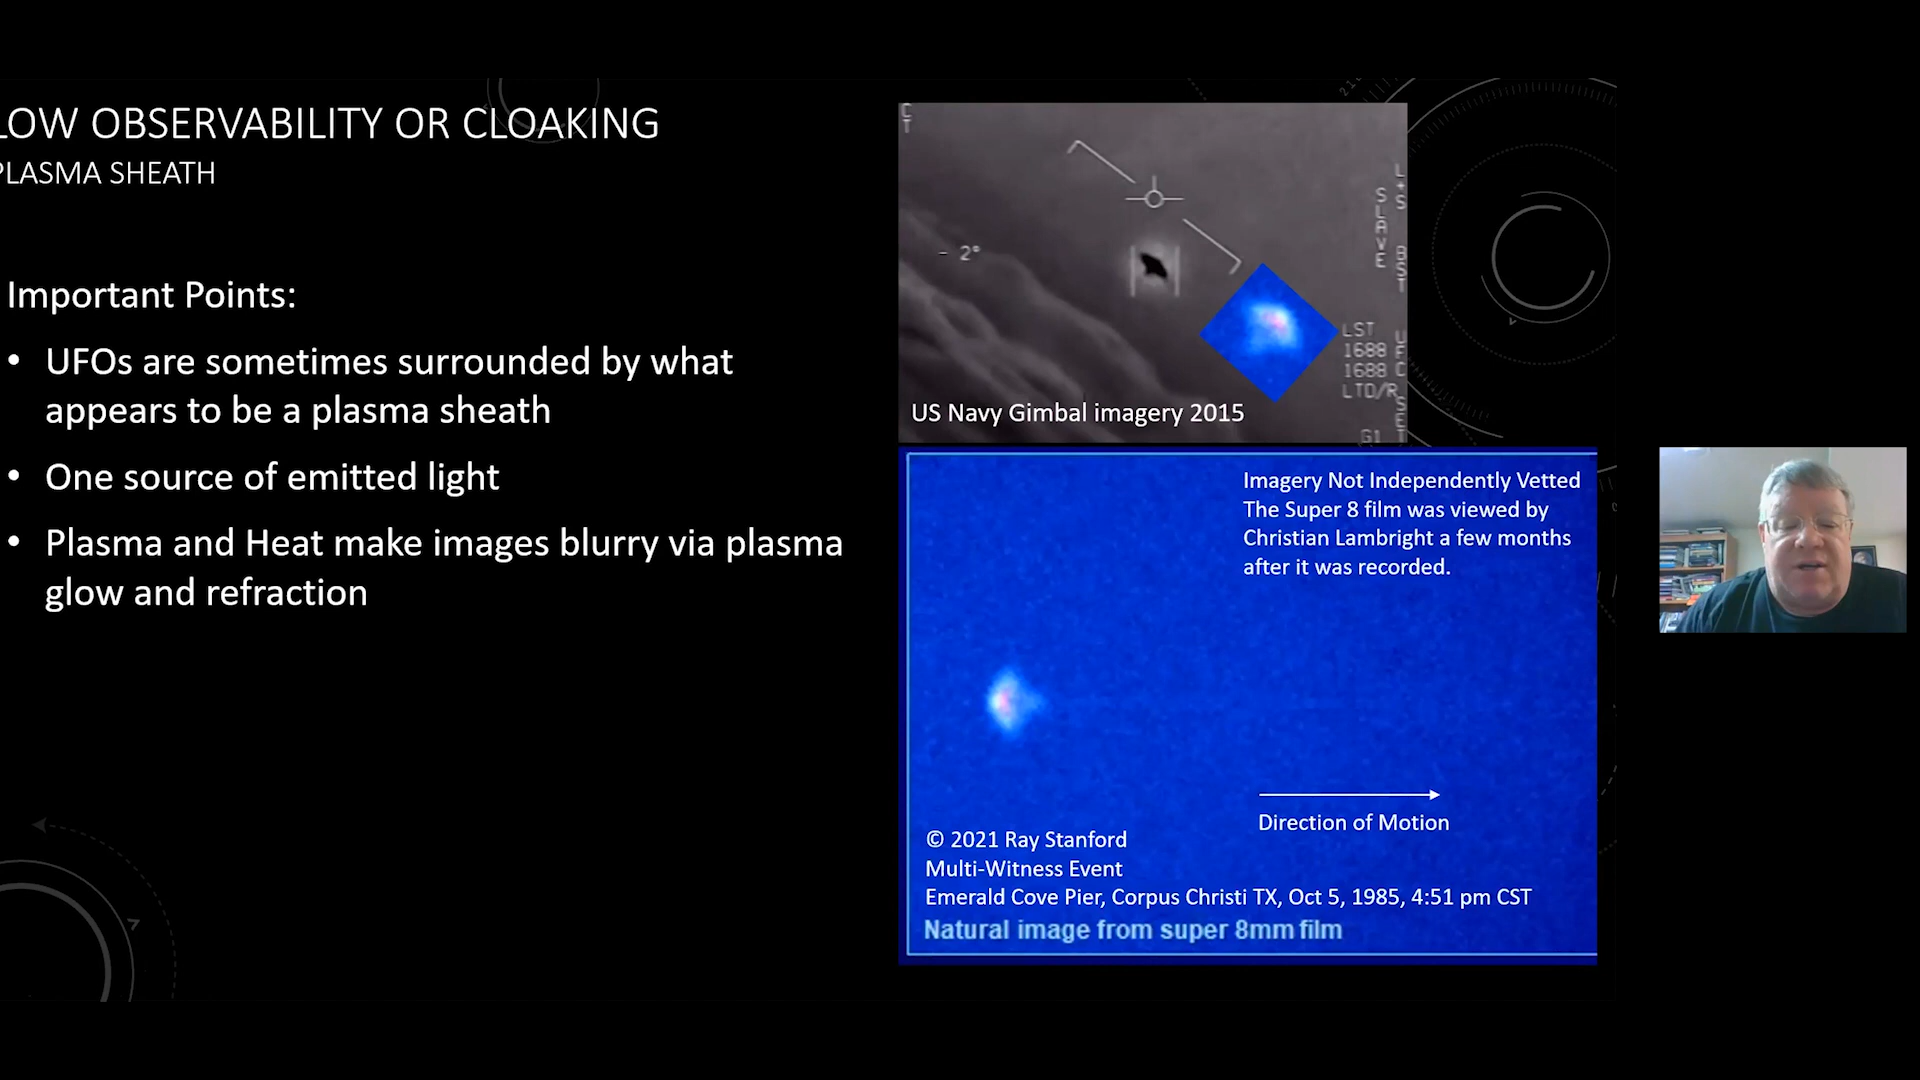 LOW OBSERVABILITY OR CLOAKING
PLASMA SHEATH
Important Points:
• UFOs are sometimes surrounded by what
appears to be a plasma sheath
• One source of emitted light
• Plasma and Heat make images blurry via plasma
glow and refraction
CT
- 2°
L+S
SLAVE
BST
LST
1688
1688
LTD/R
G1
US Navy Gimbal imagery 2015
Imagery Not Independently Vetted
The Super 8 film was viewed by
Christian Lambright a few months
after it was recorded.
Direction of Motion
© 2021 Ray Stanford
Multi-Witness Event
Emerald Cove Pier, Corpus Christi TX, Oct 5, 1985, 4:51 pm CST
Natural image from super 8mm film